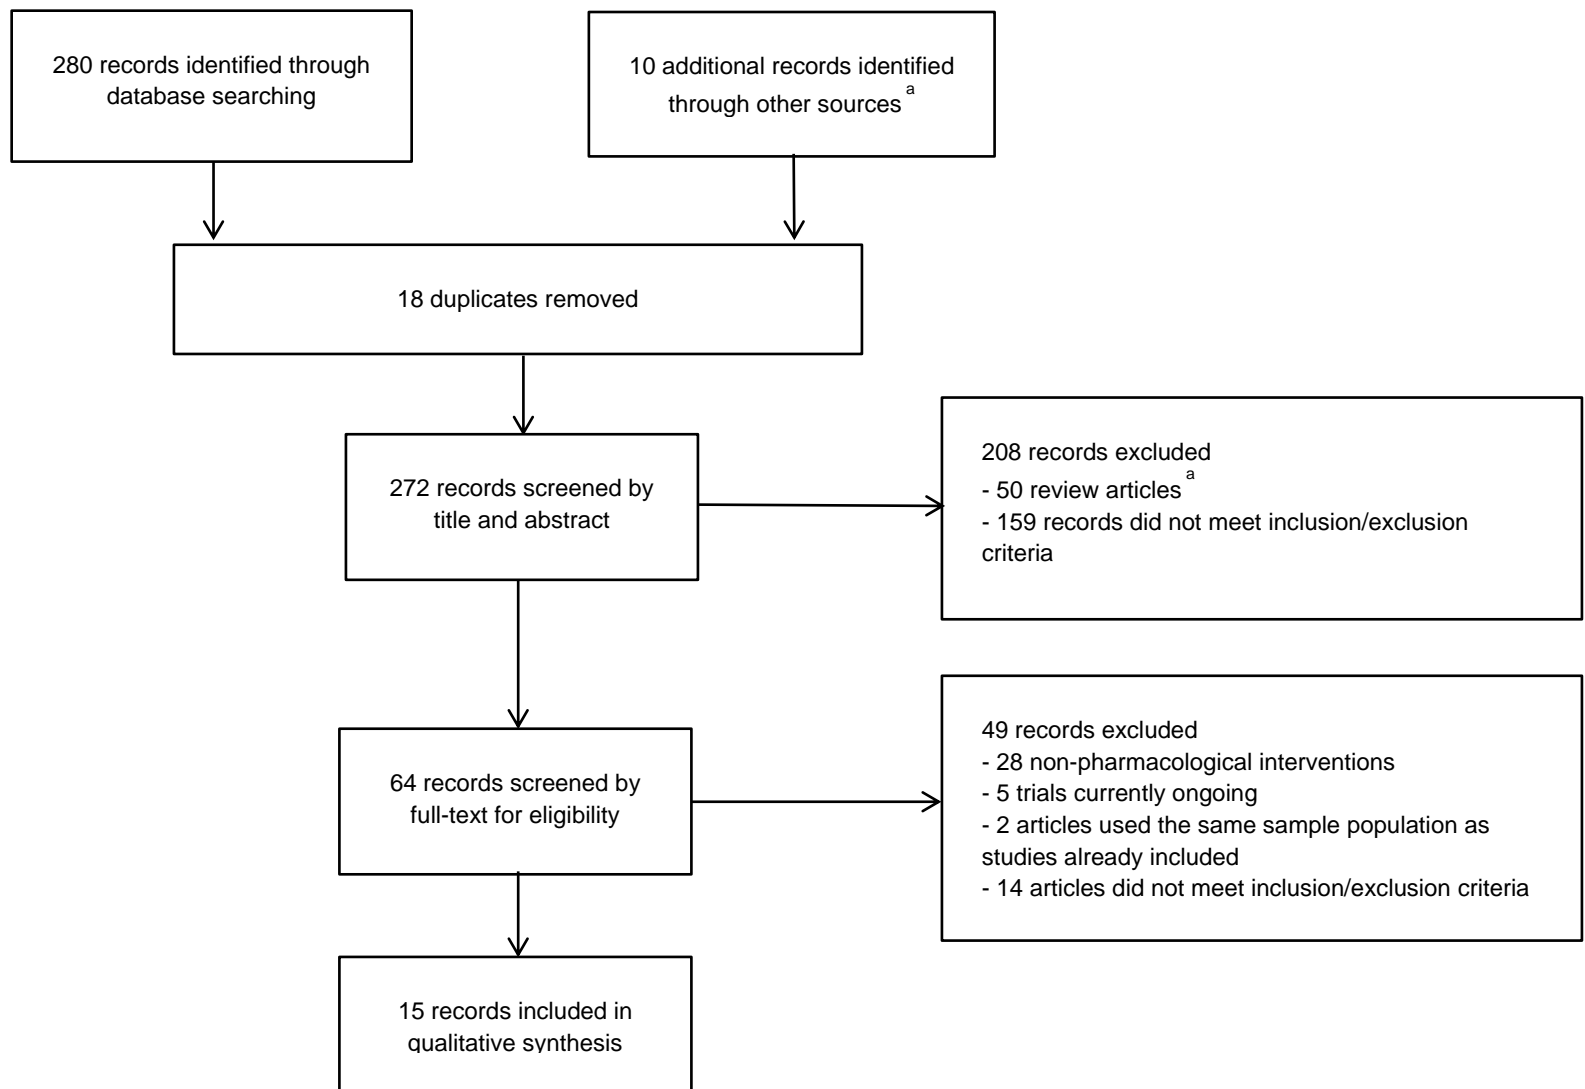 280 records identified through
database searching
10 additional records identified
through other sources a
18 duplicates removed
272 records screened by
title and abstract
208 records excluded
- 50 review articles a
- 159 records did not meet inclusion/exclusion
criteria
64 records screened by
full-text for eligibility
49 records excluded
- 28 non-pharmacological interventions
- 5 trials currently ongoing
- 2 articles used the same sample population as
studies already included
- 14 articles did not meet inclusion/exclusion criteria
15 records included in
qualitative synthesis